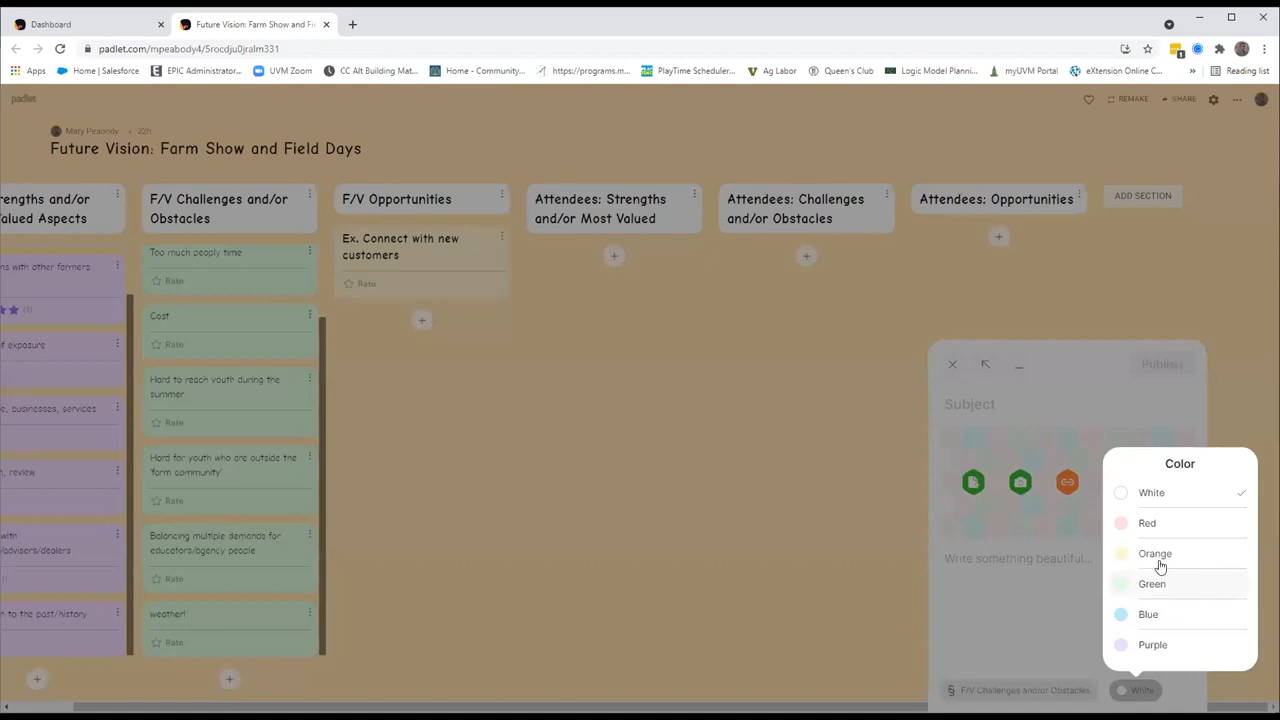 Dashboard
Future Vision: Farm Show and Fi
padlet.com/mpeabody4/5rocdju0jralm331
Apps
Home | Salesforce
EPIC Administrator...
UVM Zoom
CC Alt Building Mat...
Home - Community...
https://programs.m...
PlayTime Scheduler...
Ag Labor
Queen's Club
Logic Model Planni...
myUVM Portal
eXtension Online C...
»
Reading list
padlet
REMAKE
SHARE
Mary Peabody • 22h
Future Vision: Farm Show and Field Days
rengths and/or
alued Aspects
F/V Challenges and/or
Obstacles
F/V Opportunities
Attendees: Strengths
and/or Most Valued
Attendees: Challenges
and/or Obstacles
Attendees: Opportunities
ADD SECTION
ns with other farmers
(1)
of exposure
e, businesses, services
n, review
with
/advisers/dealers
n to the past/history
Too much peoply time
Rate
Cost
Rate
Hard to reach youth during the
summer
Rate
Hard for youth who are outside the
'farm community'
Rate
Balancing multiple demands for
educators/agency people
Rate
weather!
Rate
Ex. Connect with new
customers
Rate
Publish
Subject
Write something beautiful...
F/V Challenges and/or Obstacles
White
Color
White
Red
Orange
Green
Blue
Purple